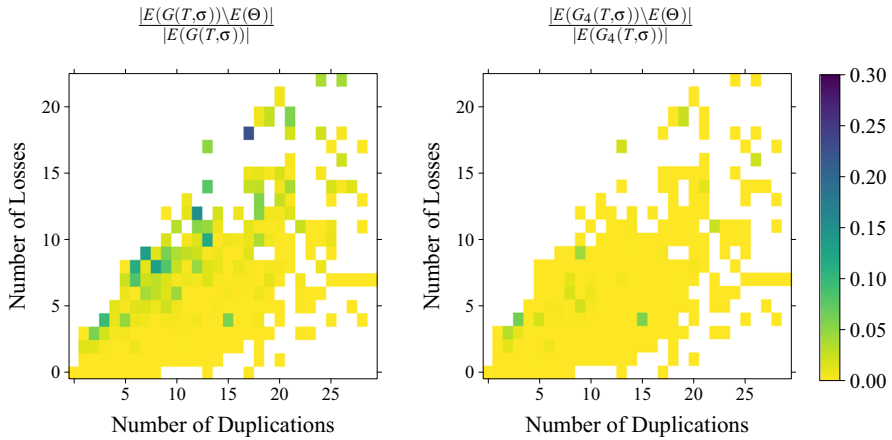 |E(G(T,σ))\E(Θ)|
|E(G(T,σ))|
|E(G₄(T,σ))\E(Θ)|
|E(G₄(T,σ))|
Number of Losses
20
15
10
5
0
5 10 15 20 25
Number of Duplications
Number of Losses
20
15
10
5
0
5 10 15 20 25
Number of Duplications
0.30
0.25
0.20
0.15
0.10
0.05
0.00